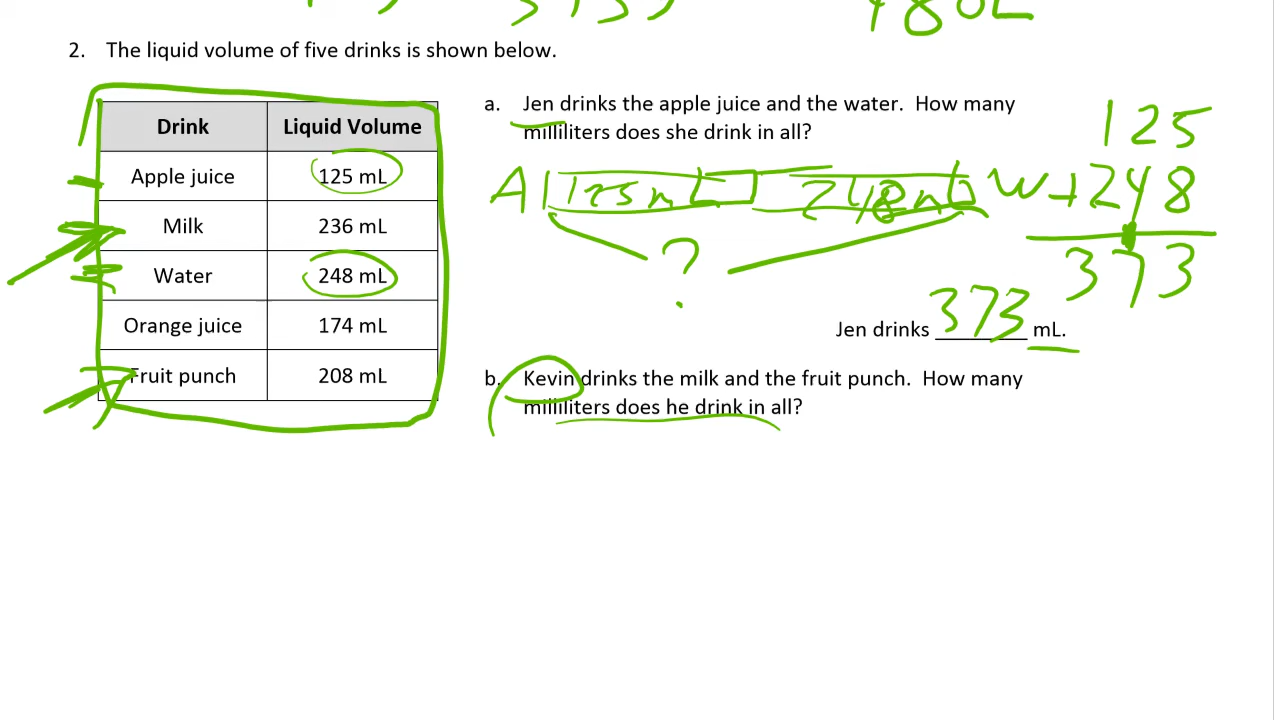 480L
2. The liquid volume of five drinks is shown below.
Drink Liquid Volume
Apple juice 125 mL
Milk 236 mL
Water 248 mL
Orange juice 174 mL
Fruit punch 208 mL
a. Jen drinks the apple juice and the water. How many
milliliters does she drink in all?
125
A 125 mL 248 mL W +248
?
373
Jen drinks 373 mL.
b. Kevin drinks the milk and the fruit punch. How many
milliliters does he drink in all?